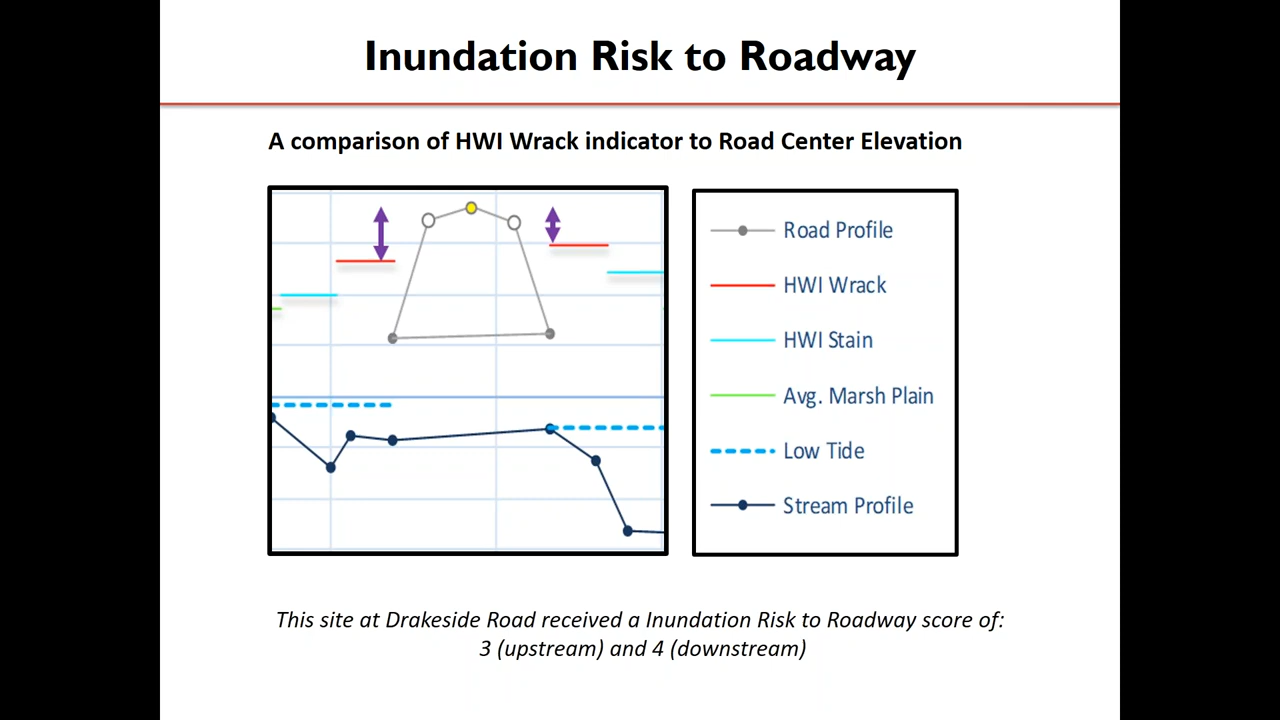 Inundation Risk to Roadway
A comparison of HWI Wrack indicator to Road Center Elevation
Road Profile
HWI Wrack
HWI Stain
Avg. Marsh Plain
Low Tide
Stream Profile
This site at Drakeside Road received a Inundation Risk to Roadway score of:
3 (upstream) and 4 (downstream)